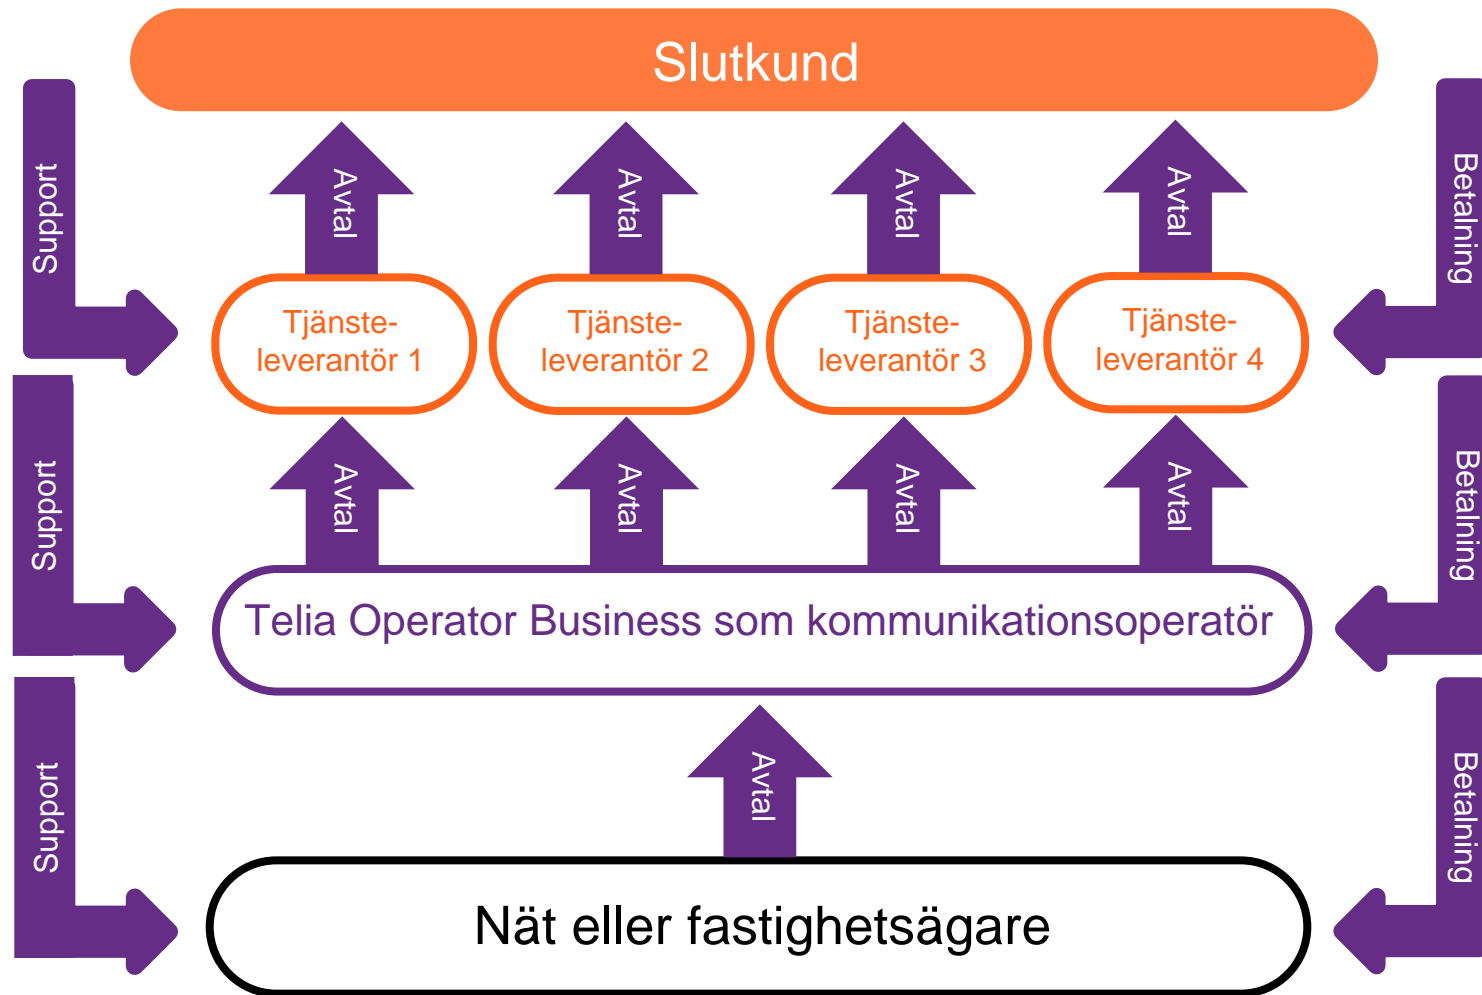 Slutkund
Support
Avtal
Avtal
Avtal
Avtal
Betalning
Tjänste-
leverantör 1
Tjänste-
leverantör 2
Tjänste-
leverantör 3
Tjänste-
leverantör 4
Support
Avtal
Avtal
Avtal
Avtal
Betalning
Telia Operator Business som kommunikationsoperatör
Support
Avtal
Betalning
Nät eller fastighetsägare